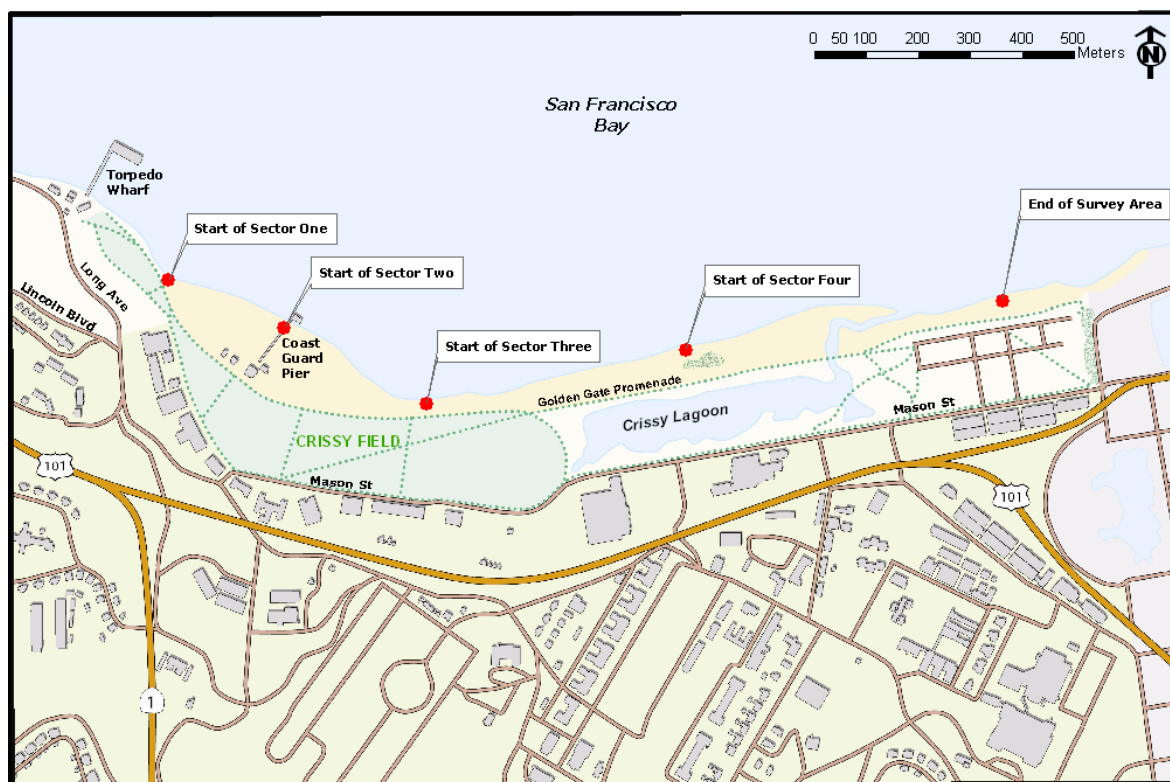 0 50 100 200 300 400 500
Meters
N
San Francisco
Bay
Torpedo
Wharf
End of Survey Area
Start of Sector One
Start of Sector Two
Start of Sector Four
Long Ave
Lincoln Blvd
Coast
Guard
Pier
Start of Sector Three
Golden Gate Promenade
Crissy Lagoon
Mason St
CRISSY FIELD
101
Mason St
101
1